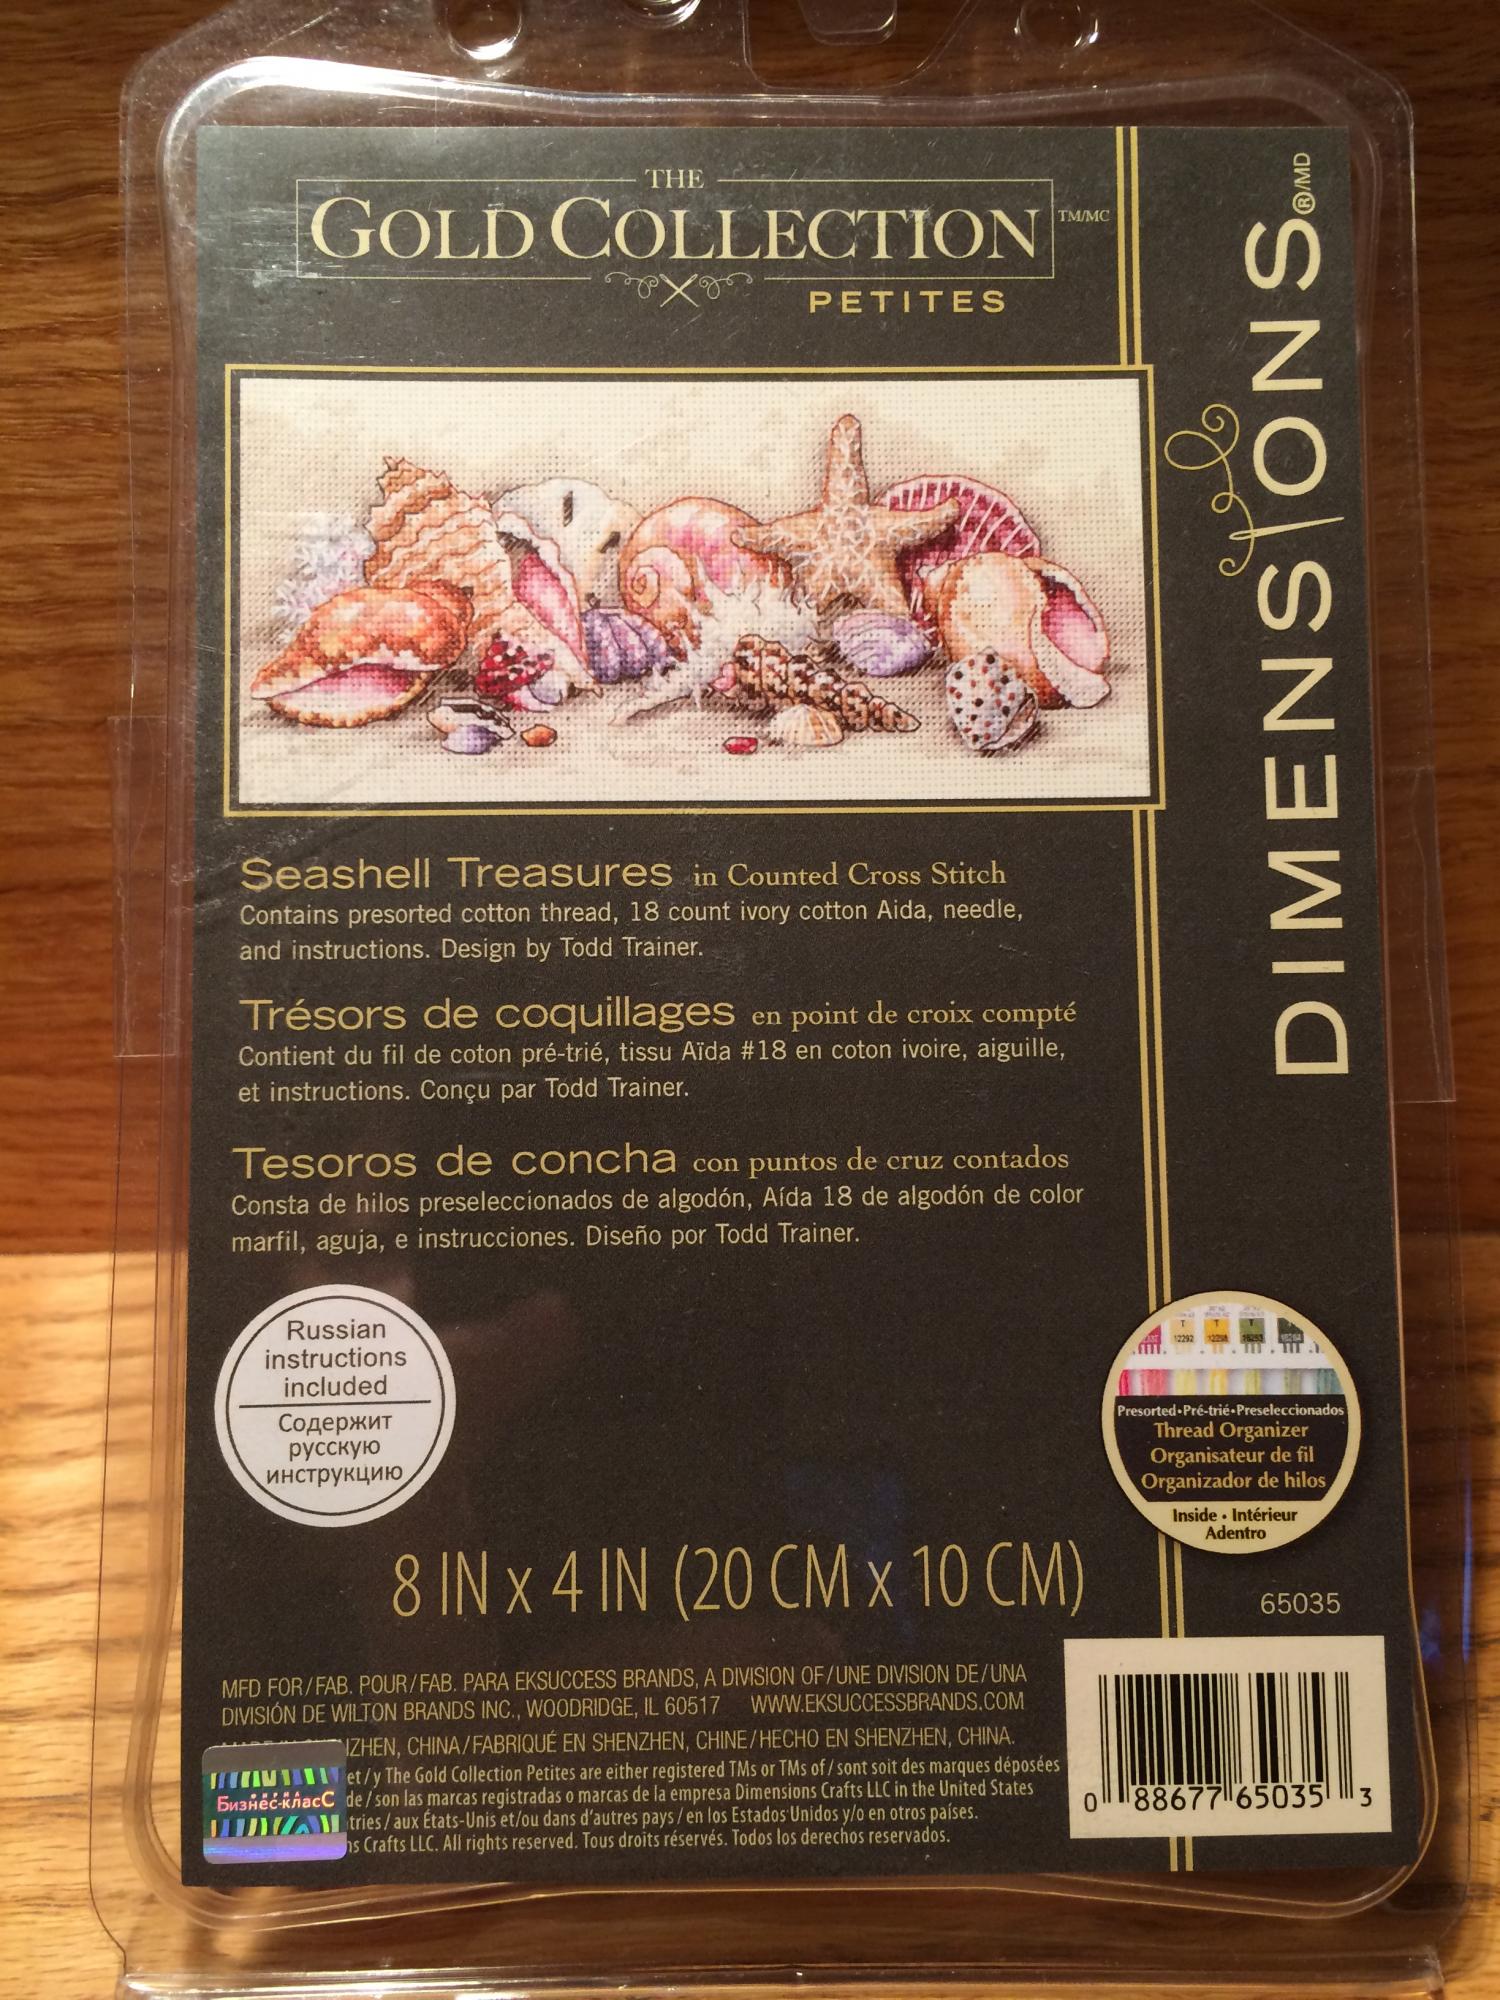 THE
GOLD COLLECTION TM/MC
PETITES
DIMENSIONS®/MD
Seashell Treasures in Counted Cross Stitch
Contains presorted cotton thread, 18 count ivory cotton Aida, needle,
and instructions. Design by Todd Trainer.
Trésors de coquillages en point de croix compté
Contient du fil de coton pré-trié, tissu Aïda #18 en coton ivoire, aiguille,
et instructions. Conçu par Todd Trainer.
Tesoros de concha con puntos de cruz contados
Consta de hilos preseleccionados de algodón, Aída 18 de algodón de color
marfil, aguja, e instrucciones. Diseño por Todd Trainer.
Russian
instructions
included
Содержит
русскую
инструкцию
T T T
12292
Presorted•Pré-trié•Preseleccionados
Thread Organizer
Organisateur de fil
Organizador de hilos
Inside • Intérieur
Adentro
8 IN x 4 IN (20 CM x 10 CM)
65035
MFD FOR/FAB. POUR/FAB. PARA EKSUCCESS BRANDS, A DIVISION OF/UNE DIVISION DE/UNA
DIVISIÓN DE WILTON BRANDS INC., WOODRIDGE, IL 60517 WWW.EKSUCCESSBRANDS.COM
CHINA/FABRIQUÉ EN SHENZHEN, CHINE/HECHO EN SHENZHEN, CHINA.
et/y The Gold Collection Petites are either registered TMs or TMs of/sont soit des marques déposées
de/son las marcas registradas o marcas de la empresa Dimensions Crafts LLC in the United States
tries/aux États-Unis et/ou dans d'autres pays/en los Estados Unidos y/o en otros países.
Crafts LLC. All rights reserved. Tous droits réservés. Todos los derechos reservados.
ФИРМА
Бизнес-класС
0 88677 65035 3